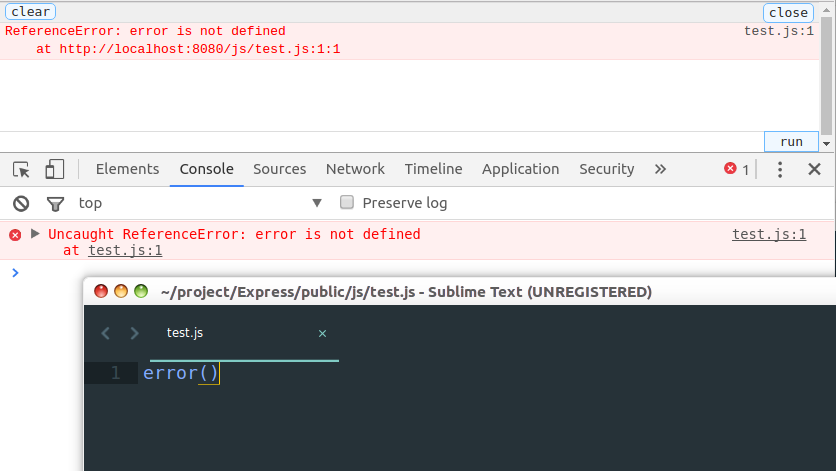 clear close
ReferenceError: error is not defined test.js:1
at http://localhost:8080/js/test.js:1:1
run
Elements Console Sources Network Timeline Application Security 1
top Preserve log
Uncaught ReferenceError: error is not defined test.js:1
at test.js:1
~/project/Express/public/js/test.js - Sublime Text (UNREGISTERED)
test.js
1 error()